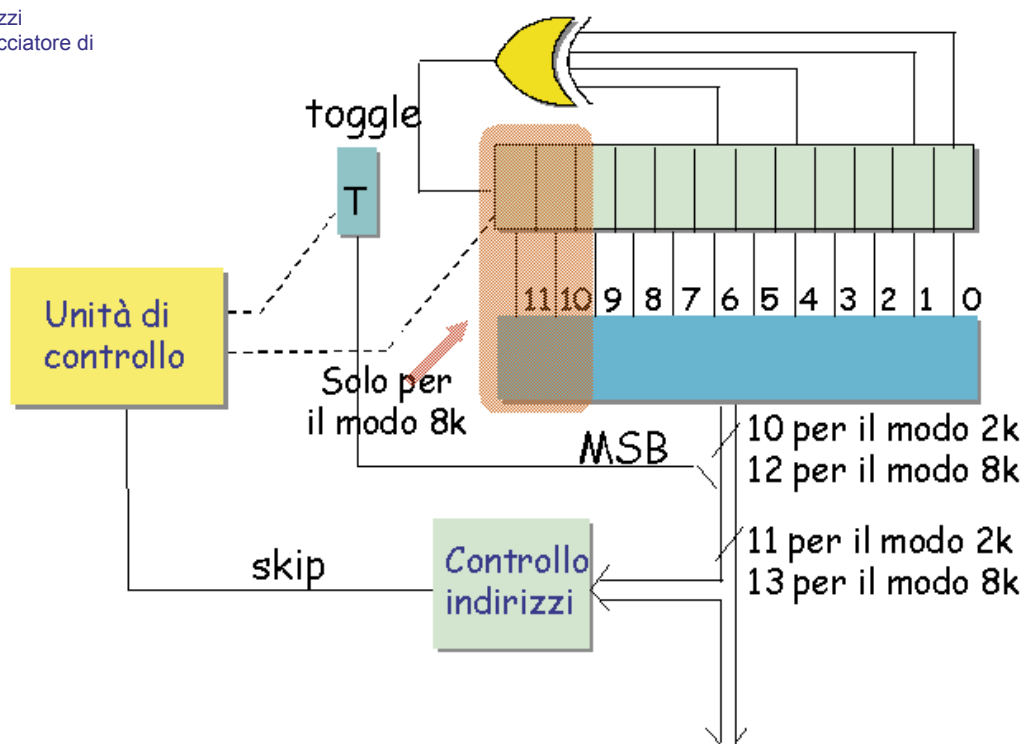 zzi
cciatore di
toggle
T
11 10 9 8 7 6 5 4 3 2 1 0
Unità di
controllo
Solo per
il modo 8k
MSB
10 per il modo 2k
12 per il modo 8k
11 per il modo 2k
13 per il modo 8k
skip
Controllo
indirizzi